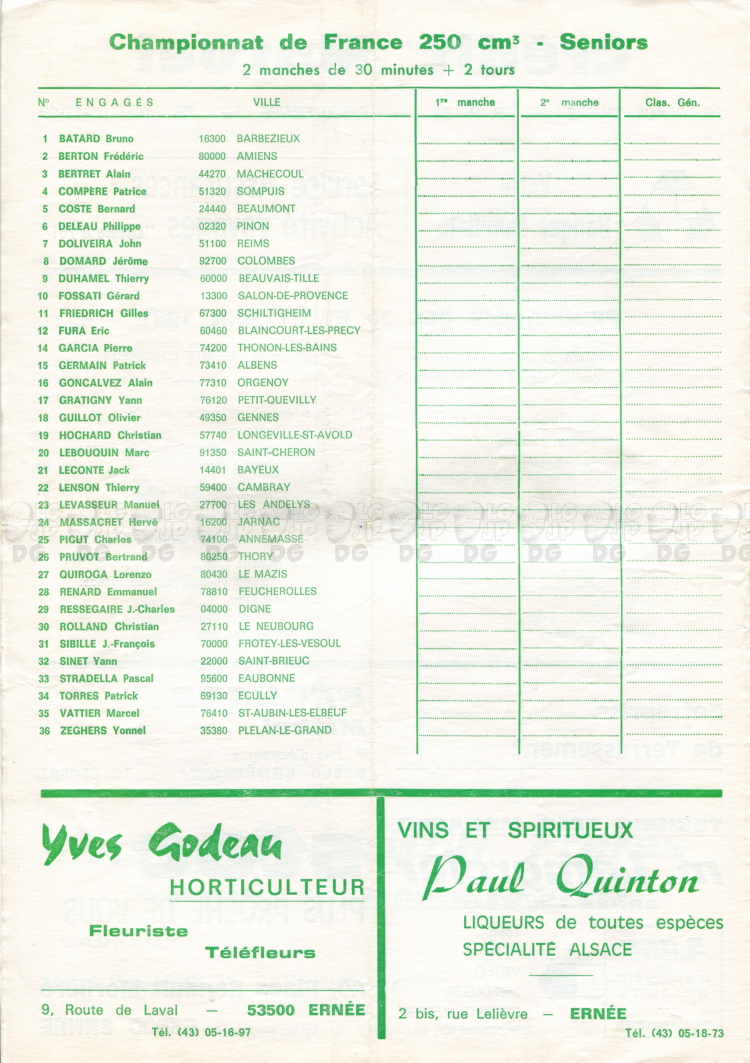 Championnat de France 250 cm³ - Seniors
2 manches de 30 minutes + 2 tours
N° ENGAGÉS VILLE 1re manche 2e manche Clas. Gén.
1 BATARD Bruno 16300 BARBEZIEUX
2 BERTON Frédéric 80000 AMIENS
3 BERTRET Alain 44270 MACHECOUL
4 COMPÈRE Patrice 51320 SOMPUIS
5 COSTE Bernard 24440 BEAUMONT
6 DELEAU Philippe 02320 PINON
7 DOLIVEIRA John 51100 REIMS
8 DOMARD Jérôme 92700 COLOMBES
9 DUHAMEL Thierry 60000 BEAUVAIS-TILLE
10 FOSSATI Gérard 13300 SALON-DE-PROVENCE
11 FRIEDRICH Gilles 67300 SCHILTIGHEIM
12 FURA Eric 60460 BLAINCOURT-LES-PRECY
14 GARCIA Pierre 74200 THONON-LES-BAINS
15 GERMAIN Patrick 73410 ALBENS
16 GONCALVEZ Alain 77310 ORGENOY
17 GRATIGNY Yann 76120 PETIT-QUEVILLY
18 GUILLOT Olivier 49350 GENNES
19 HOCHARD Christian 57740 LONGEVILLE-ST-AVOLD
20 LEBOUQUIN Marc 91350 SAINT-CHERON
21 LECONTE Jack 14401 BAYEUX
22 LENSON Thierry 59400 CAMBRAY
23 LEVASSEUR Manuel 27700 LES ANDELYS
24 MASSACRET Hervé 16200 JARNAC
25 PIGUT Charles 74100 ANNEMASSE
26 PRUVOT Bertrand 80250 THORY
27 QUIROGA Lorenzo 80430 LE MAZIS
28 RENARD Emmanuel 78810 FEUCHEROLLES
29 RESSEGAIRE J.-Charles 04000 DIGNE
30 ROLLAND Christian 27110 LE NEUBOURG
31 SIBILLE J.-François 70000 FROTEY-LES-VESOUL
32 SINET Yann 22000 SAINT-BRIEUC
33 STRADELLA Pascal 95600 EAUBONNE
34 TORRES Patrick 69130 ECULLY
35 VATTIER Marcel 76410 ST-AUBIN-LES-ELBEUF
36 ZEGHERS Yonnel 35380 PLELAN-LE-GRAND
Yves Godeau
HORTICULTEUR
Fleuriste
Téléfleurs
9, Route de Laval — 53500 ERNÉE
Tél. (43) 05-16-97
VINS ET SPIRITUEUX
Paul Quinton
LIQUEURS de toutes espèces
SPÉCIALITÉ ALSACE
2 bis, rue Lelièvre — ERNÉE
Tél. (43) 05-18-73